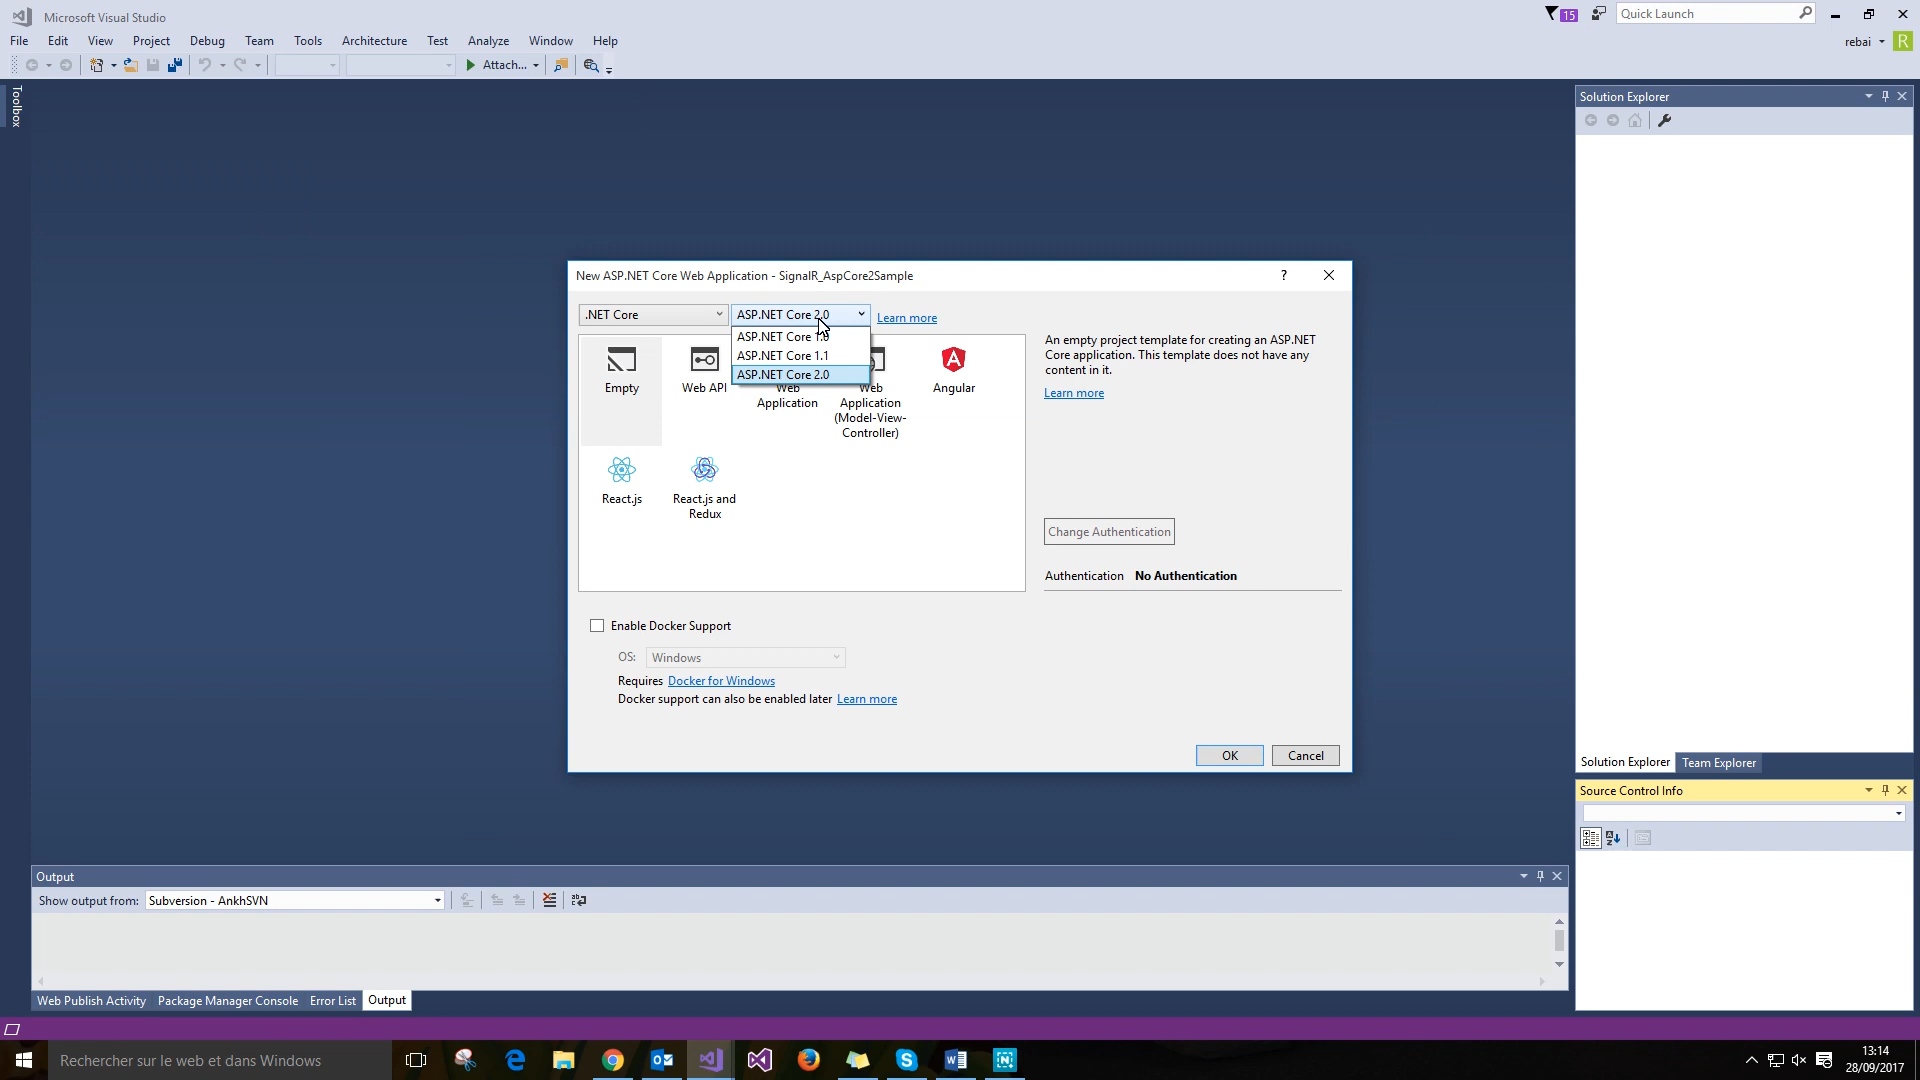 Microsoft Visual Studio
15
Quick Launch
File Edit View Project Debug Team Tools Architecture Test Analyze Window Help
rebai R
Attach...
Toolbox
Solution Explorer
New ASP.NET Core Web Application - SignalR_AspCore2Sample
?
.NET Core
ASP.NET Core 2.0
Learn more
ASP.NET Core 1.0
ASP.NET Core 1.1
ASP.NET Core 2.0
Empty
Web API
Web
Application
Web
Application
(Model-View-
Controller)
Angular
React.js
React.js and
Redux
An empty project template for creating an ASP.NET
Core application. This template does not have any
content in it.
Learn more
Change Authentication
Authentication No Authentication
Enable Docker Support
OS: Windows
Requires Docker for Windows
Docker support can also be enabled later Learn more
OK
Cancel
Solution Explorer Team Explorer
Source Control Info
Output
Show output from: Subversion - AnkhSVN
Web Publish Activity Package Manager Console Error List Output
Rechercher sur le web et dans Windows
13:14
28/09/2017